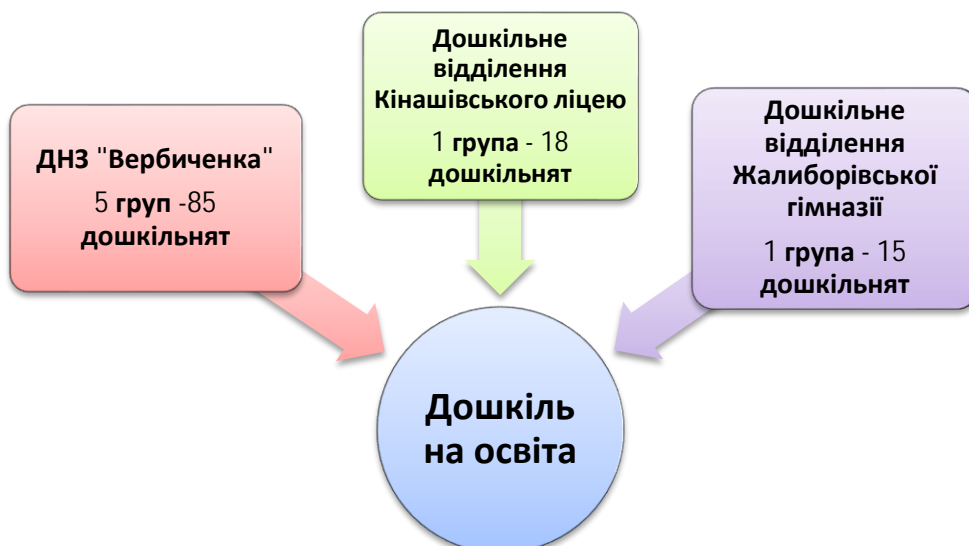 ДНЗ "Вербиченка"
5 груп -85
дошкільнят
Дошкільне
відділення
Кінашівського ліцею
1 група - 18
дошкільнят
Дошкільне
відділення
Жалиборівської
гімназії
1 група - 15
дошкільнят
Дошкіль
на освіта